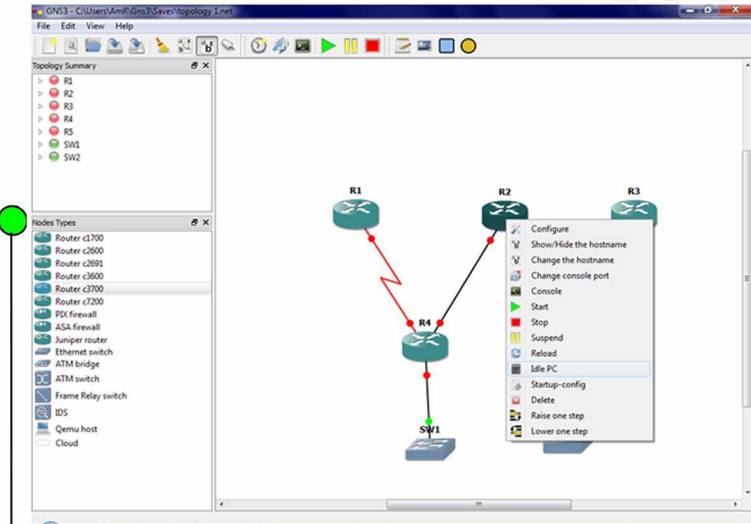 GNS3 - C:\Users\AmR\Gns3\Saves\topology 1.net
File Edit View Help
Topology Summary
R1
R2
R3
R4
R5
SW1
SW2
Nodes Types
Router c1700
Router c2600
Router c2691
Router c3600
Router c3700
Router c7200
PIX firewall
ASA firewall
Juniper router
Ethernet switch
ATM bridge
ATM switch
Frame Relay switch
IDS
Qemu host
Cloud
R1
R2
R3
R4
SW1
Configure
Show/Hide the hostname
Change the hostname
Change console port
Console
Start
Stop
Suspend
Reload
Idle PC
Startup-config
Delete
Raise one step
Lower one step